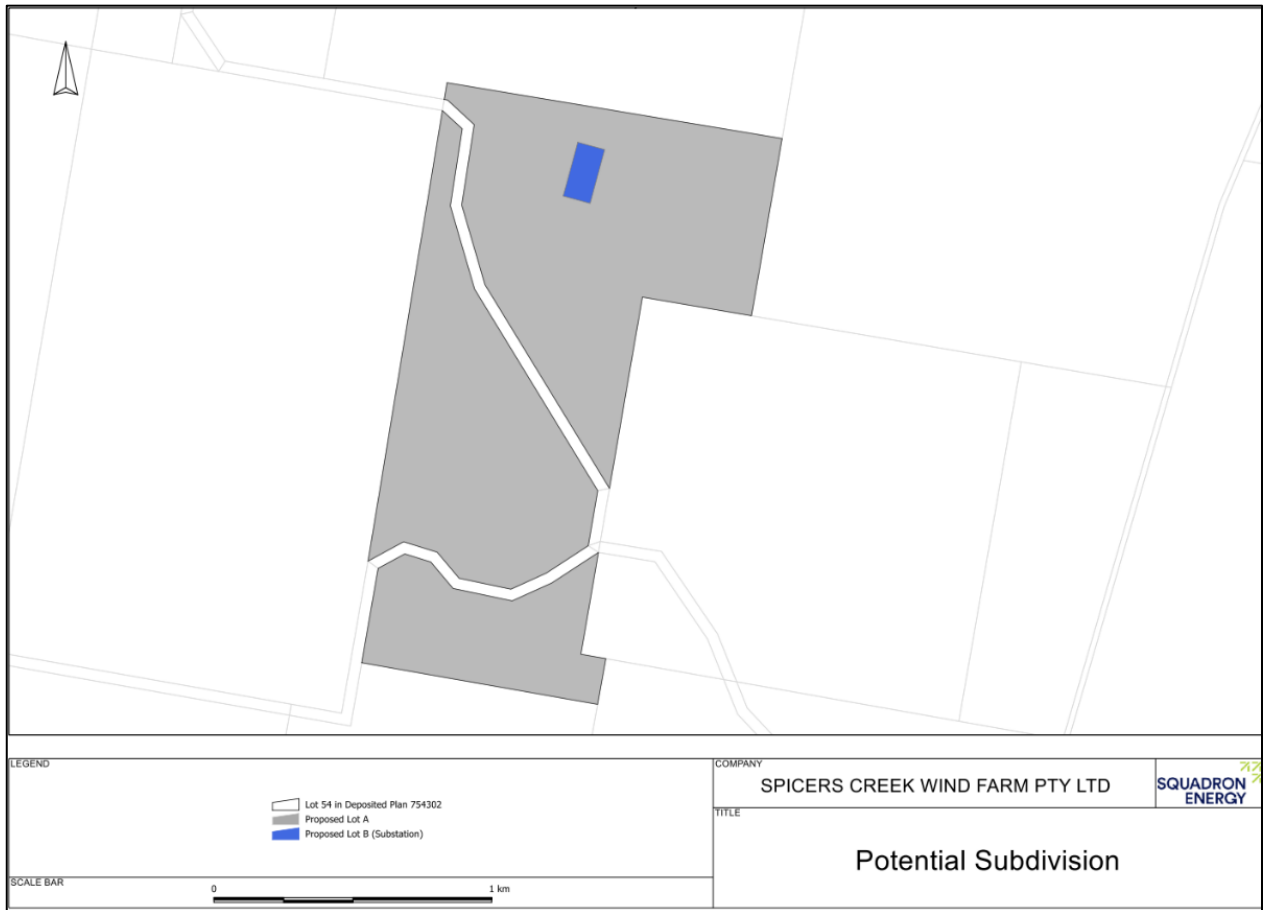 LEGEND
Lot 54 in Deposited Plan 754302
Proposed Lot A
Proposed Lot B (Substation)
SCALE BAR
0 1 km
COMPANY
SPICERS CREEK WIND FARM PTY LTD
SQUADRON
ENERGY
TITLE
Potential Subdivision